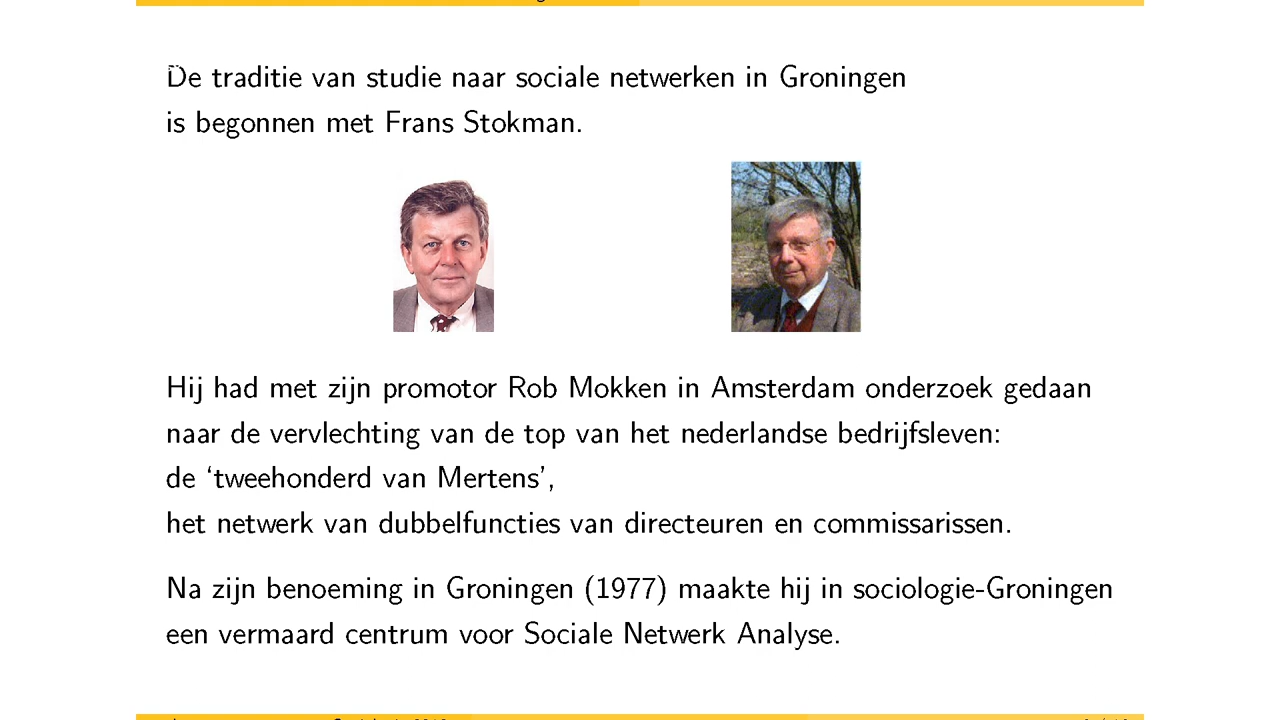 De traditie van studie naar sociale netwerken in Groningen
is begonnen met Frans Stokman.
Hij had met zijn promotor Rob Mokken in Amsterdam onderzoek gedaan
naar de vervlechting van de top van het nederlandse bedrijfsleven:
de ‘tweehonderd van Mertens’,
het netwerk van dubbelfuncties van directeuren en commissarissen.
Na zijn benoeming in Groningen (1977) maakte hij in sociologie-Groningen
een vermaard centrum voor Sociale Netwerk Analyse.